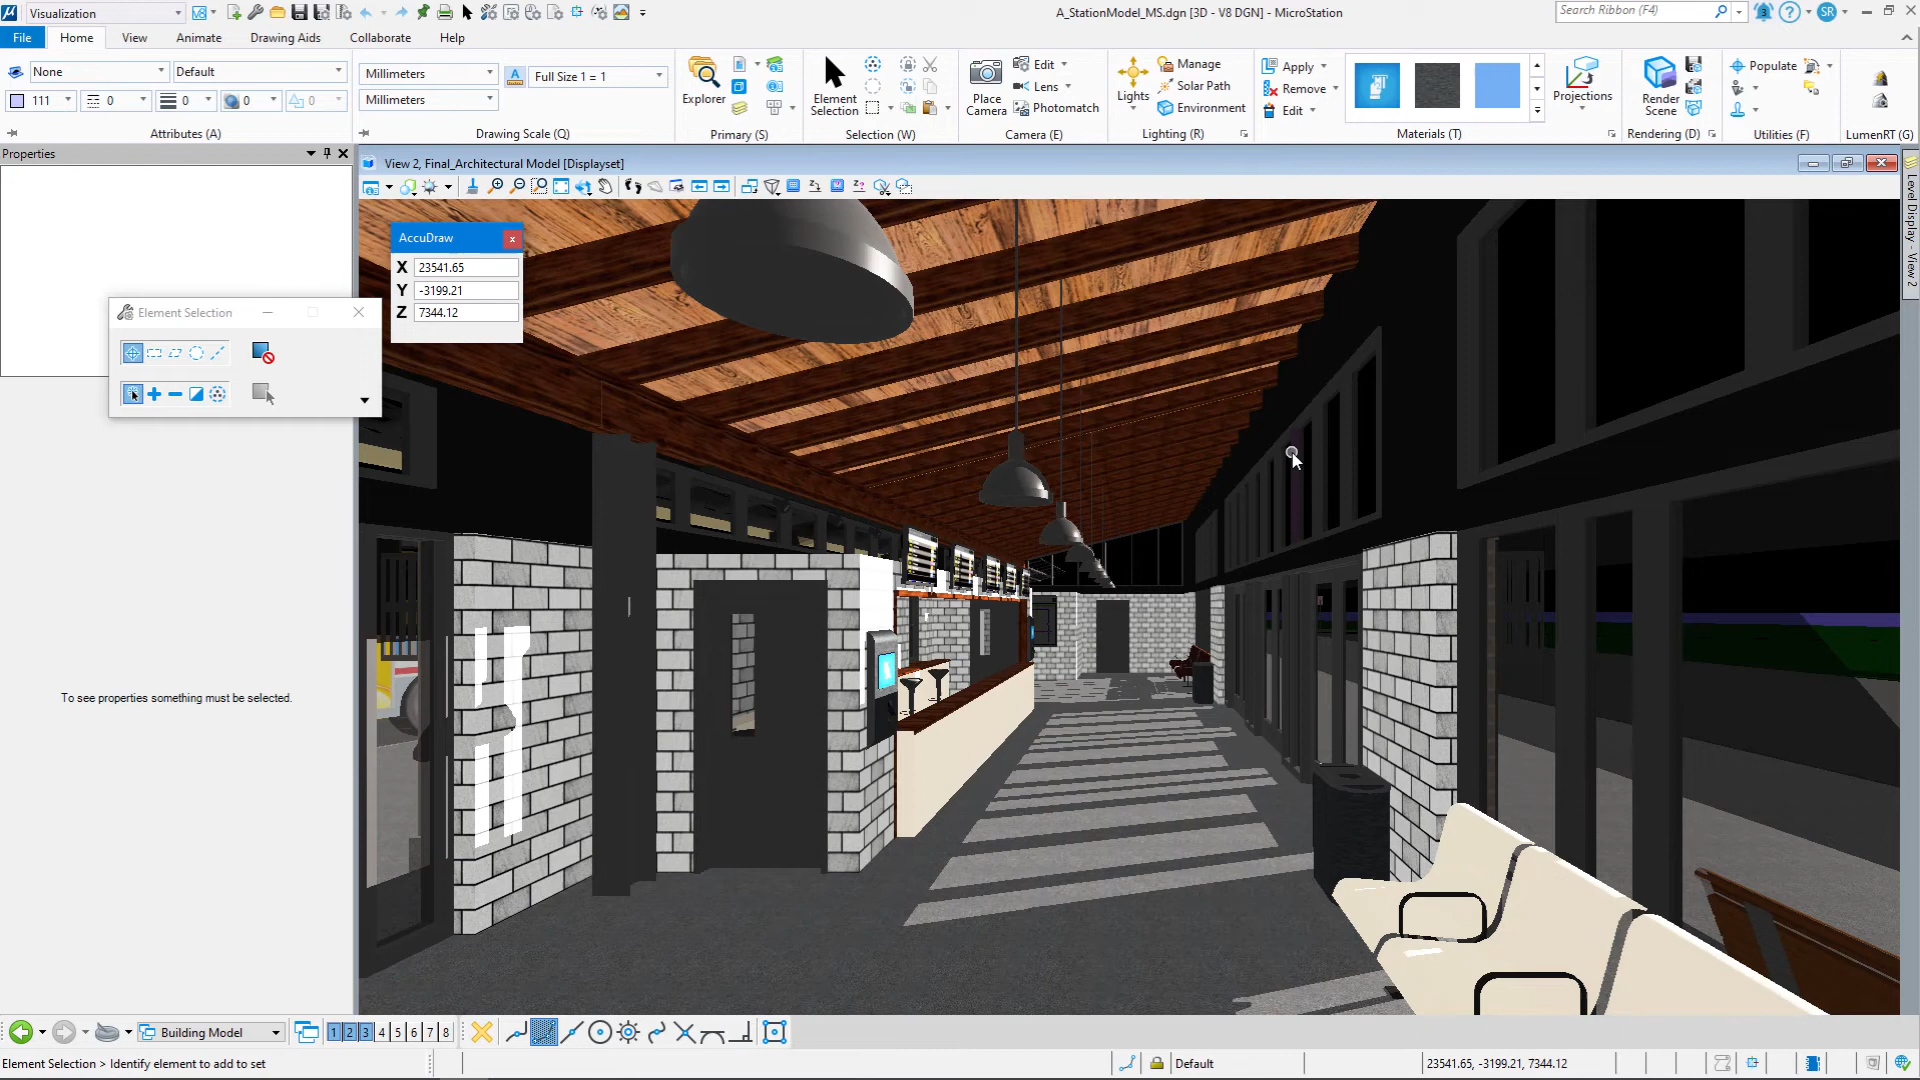 Visualization
A_StationModel_MS.dgn [3D - V8 DGN] - MicroStation
Search Ribbon (F4)
3
SR
File
Home
View
Animate
Drawing Aids
Collaborate
Help
None
Default
111
0
0
0
0
Attributes (A)
Millimeters
Millimeters
Full Size 1 = 1
Drawing Scale (Q)
Explorer
Primary (S)
Element
Selection
Selection (W)
Place
Camera
Edit
Lens
Photomatch
Camera (E)
Lights
Manage
Solar Path
Environment
Lighting (R)
Apply
Remove
Edit
Materials (T)
Projections
Render
Scene
Rendering (D)
Populate
Utilities (F)
LumenRT (G)
Properties
View 2, Final_Architectural Model [Displayset]
Level Display - View 2
AccuDraw
X 23541.65
Y -3199.21
Z 7344.12
Element Selection
To see properties something must be selected.
Building Model
1 2 3 4 5 6 7 8
Element Selection > Identify element to add to set
Default
23541.65, -3199.21, 7344.12